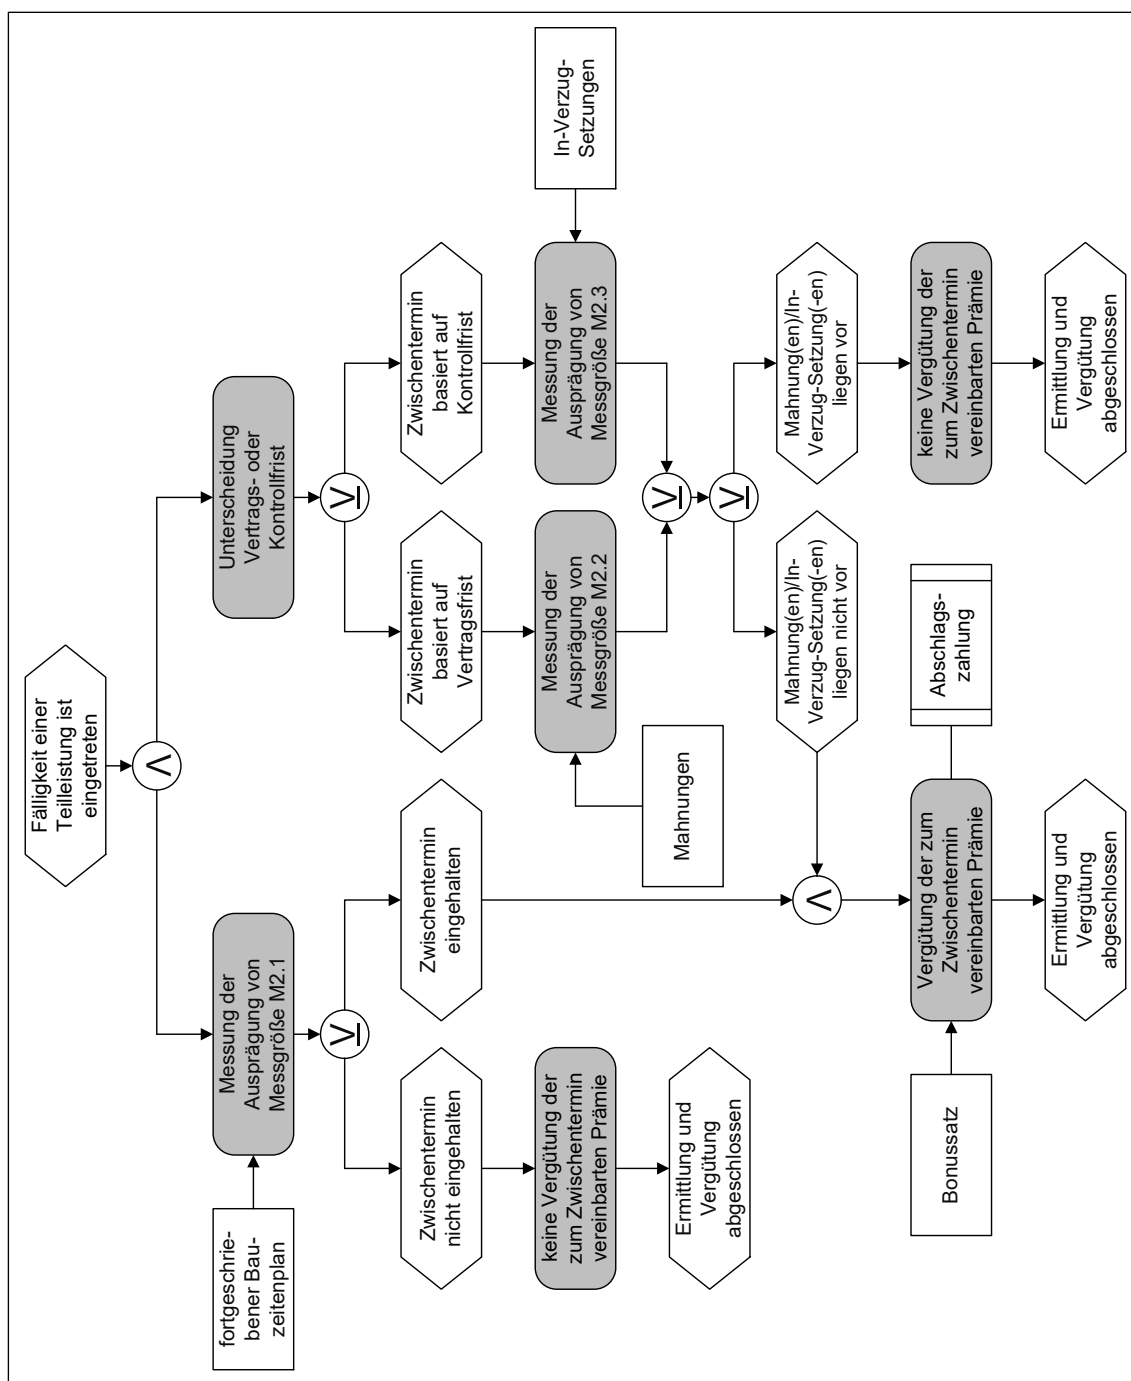 Fälligkeit einer
Teilleistung ist
eingetreten
V
fortgeschrie-
bener Bau-
zeitenplan
Messung der
Ausprägung von
Messgröße M2.1
Unterscheidung
Vertrags- oder
Kontrollfrist
V
V
Zwischentermin
nicht eingehalten
Zwischentermin
eingehalten
Zwischentermin
basiert auf
Vertragsfrist
Zwischentermin
basiert auf
Kontrollfrist
keine Vergütung der
zum Zwischentermin
vereinbarten Prämie
Messung der
Ausprägung von
Messgröße M2.2
Messung der
Ausprägung von
Messgröße M2.3
In-Verzug-
Setzungen
Ermittlung und
Vergütung
abgeschlossen
Mahnungen
V
V
Mahnung(en)/In-
Verzug-Setzung(-en)
liegen nicht vor
Mahnung(en)/In-
Verzug-Setzung(-en)
liegen vor
V
Bonussatz
Vergütung der zum
Zwischentermin
vereinbarten Prämie
Abschlags-
zahlung
keine Vergütung der
zum Zwischentermin
vereinbarten Prämie
Ermittlung und
Vergütung
abgeschlossen
Ermittlung und
Vergütung
abgeschlossen